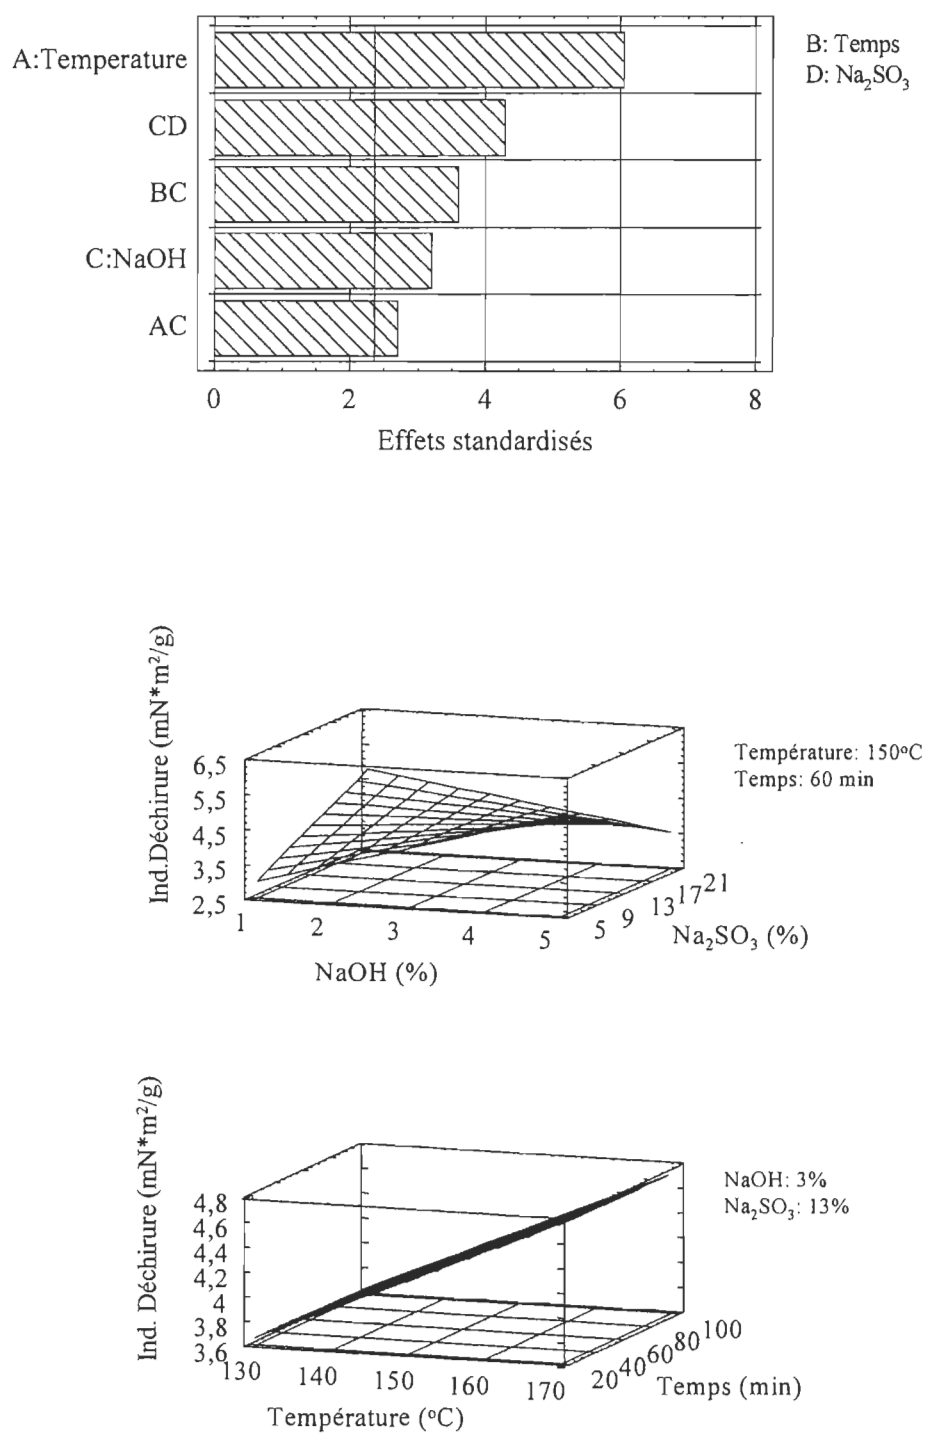 A:Temperature
CD
BC
C:NaOH
AC
B: Temps
D: Na₂SO₃
0 2 4 6 8
Effets standardisés
Ind.Déchirure (mN*m²/g)
6,5
5,5
4,5
3,5
2,5
1 2 3 4 5
NaOH (%)
5 9 13 17 21
Na₂SO₃ (%)
Température: 150ºC
Temps: 60 min
Ind. Déchirure (mN*m²/g)
4,8
4,6
4,4
4,2
4
3,8
3,6
130 140 150 160 170
Température (ºC)
20 40 60 80 100
Temps (min)
NaOH: 3%
Na₂SO₃: 13%